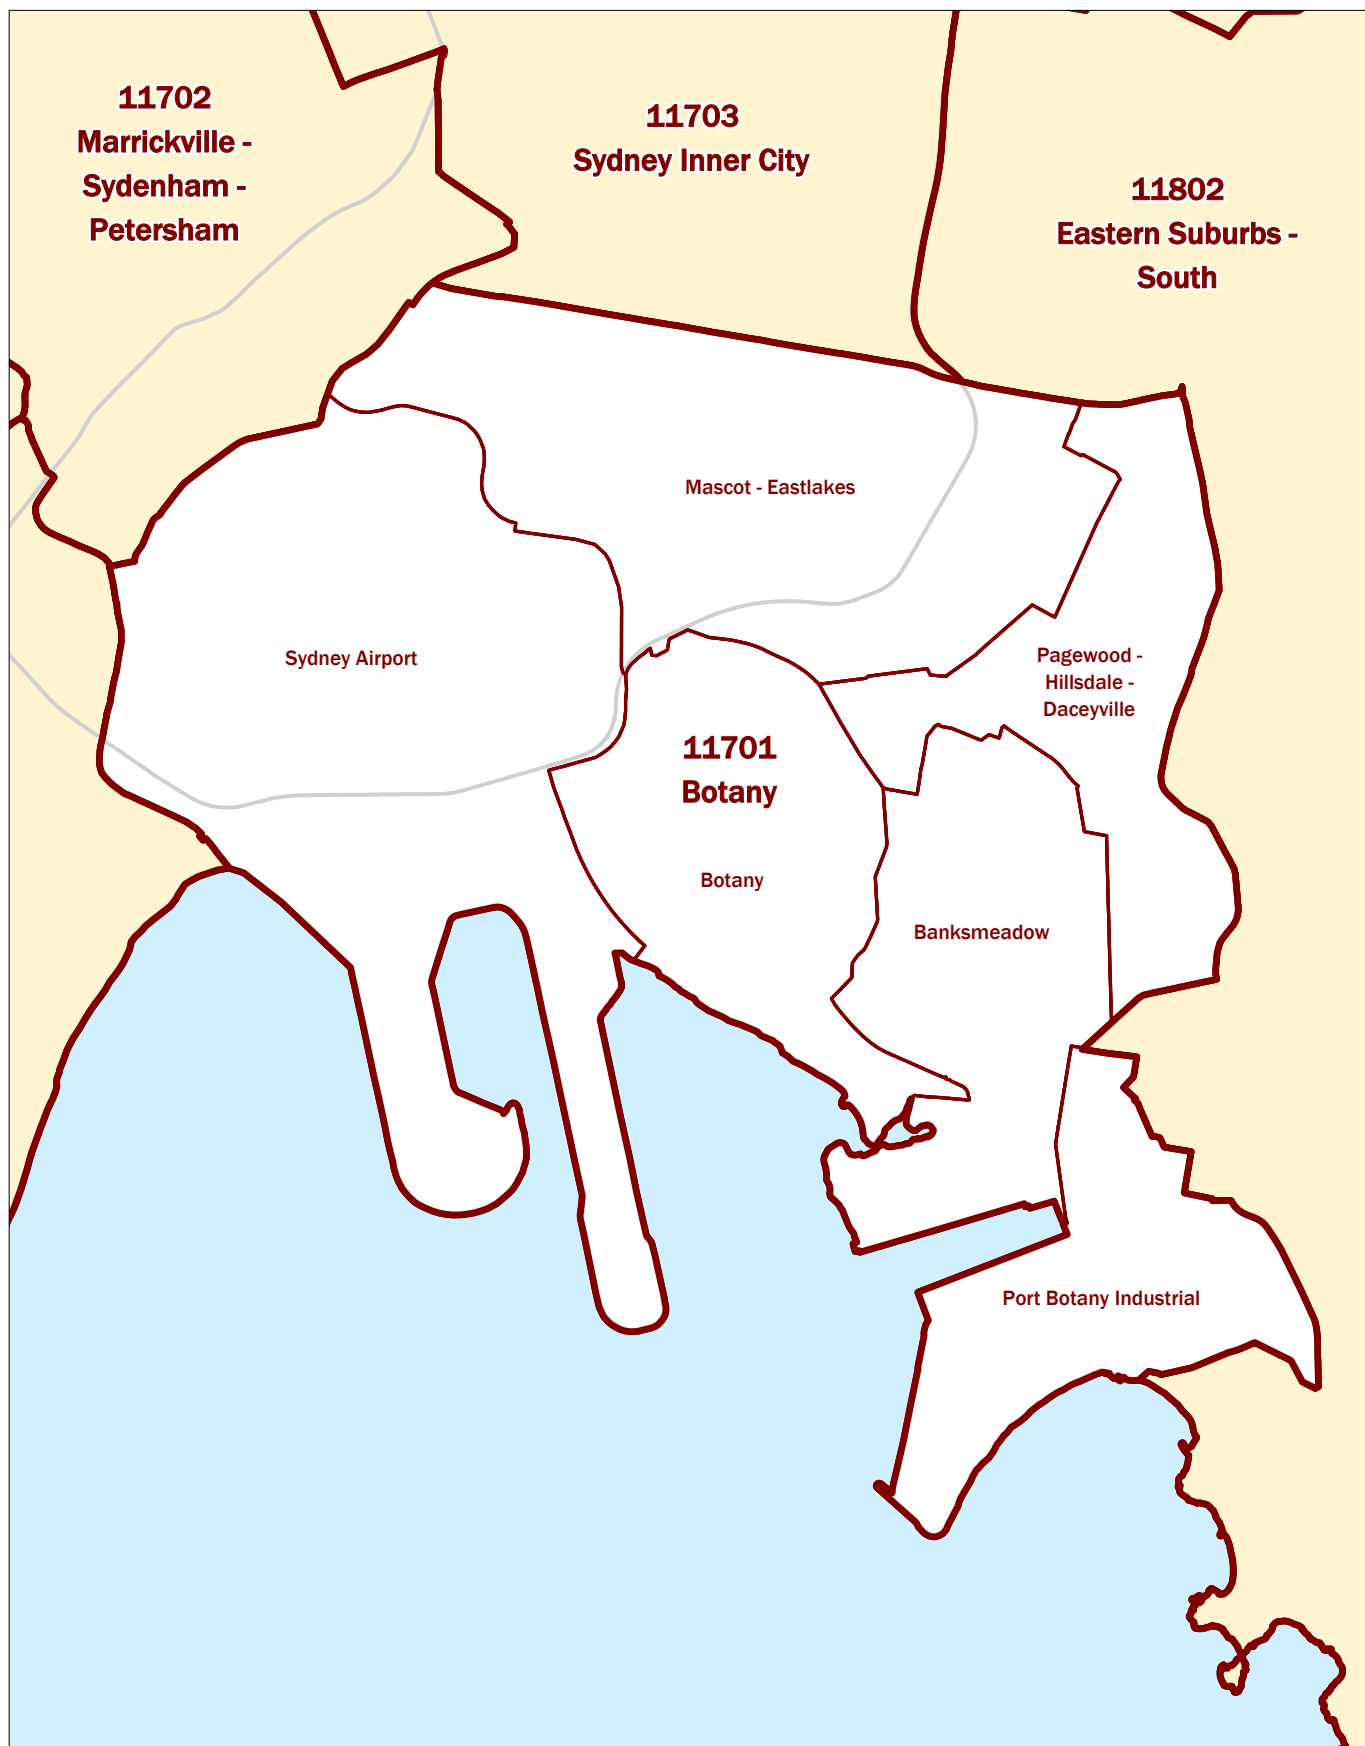 11702
Marrickville -
Sydenham -
Petersham
11703
Sydney Inner City
11802
Eastern Suburbs -
South
Mascot - Eastlakes
Sydney Airport
Pagewood -
Hillsdale -
Daceyville
11701
Botany
Botany
Banksmeadow
Port Botany Industrial